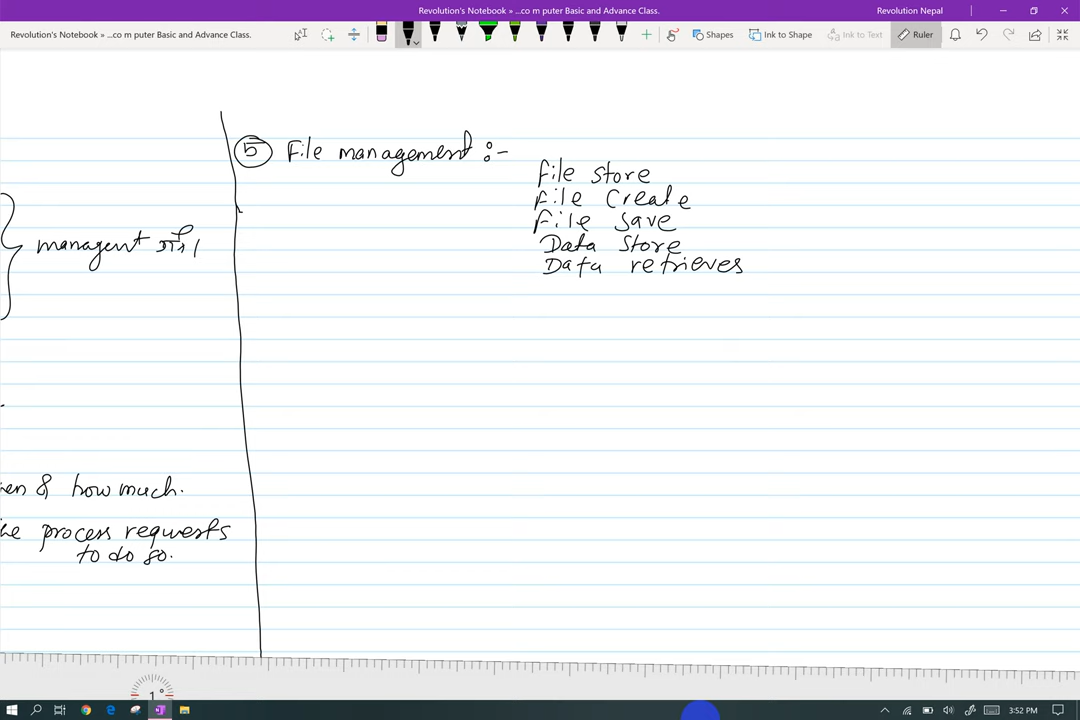 Revolution's Notebook » ...co m puter Basic and Advance Class.
Revolution Nepal
Revolution's Notebook » ...co m puter Basic and Advance Class.
Shapes
Ink to Shape
Ink to Text
Ruler
5 File management :-
File store
File Create
File Save
Data Store
Data retrieves
managent गर्ने।
& how much.
process requests
to do so.
1°
3:52 PM